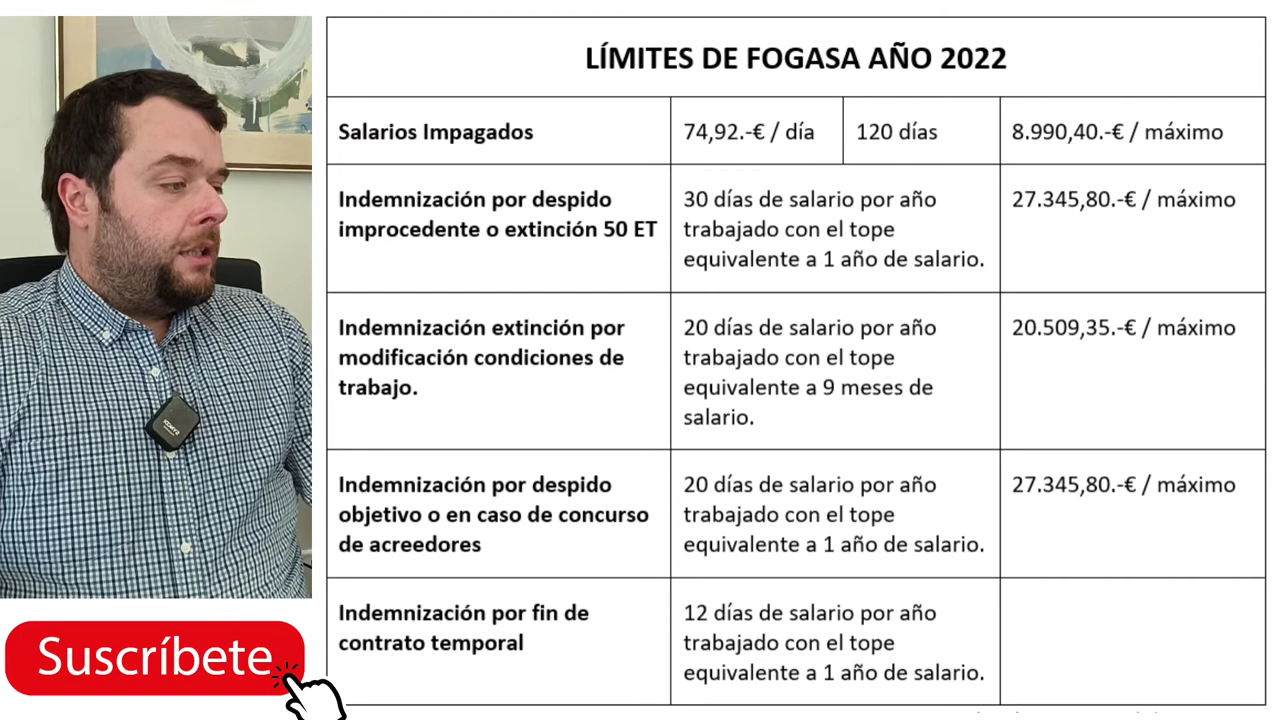 LÍMITES DE FOGASA AÑO 2022
Salarios Impagados
74,92.-€ / día
120 días
8.990,40.-€ / máximo
Indemnización por despido
improcedente o extinción 50 ET
30 días de salario por año
trabajado con el tope
equivalente a 1 año de salario.
27.345,80.-€ / máximo
Indemnización extinción por
modificación condiciones de
trabajo.
20 días de salario por año
trabajado con el tope
equivalente a 9 meses de
salario.
20.509,35.-€ / máximo
Indemnización por despido
objetivo o en caso de concurso
de acreedores
20 días de salario por año
trabajado con el tope
equivalente a 1 año de salario.
27.345,80.-€ / máximo
Indemnización por fin de
contrato temporal
12 días de salario por año
trabajado con el tope
equivalente a 1 año de salario.
Suscríbete